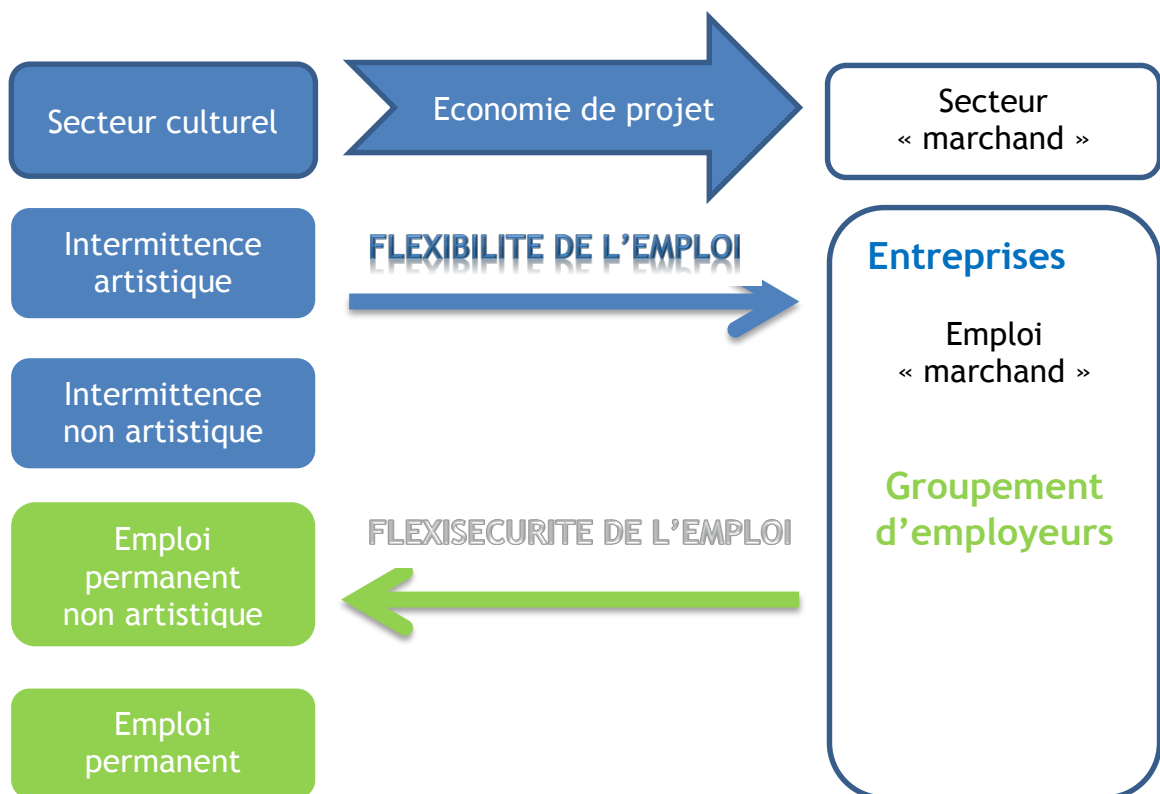 Secteur culturel
Economie de projet
Secteur
« marchand »
Intermittence
artistique
FLEXIBILITE DE L’EMPLOI
Entreprises
Emploi
« marchand »
Intermittence
non artistique
Groupement
d’employeurs
Emploi
permanent
non artistique
FLEXISECURITE DE L’EMPLOI
Emploi
permanent